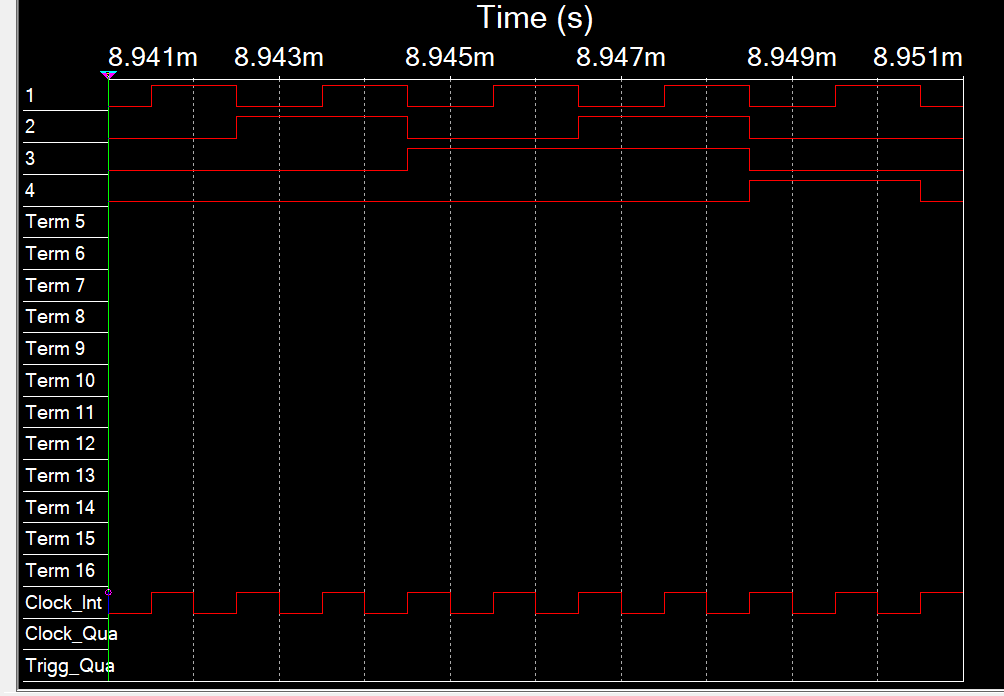 Time (s)
8.941m 8.943m 8.945m 8.947m 8.949m 8.951m
1
2
3
4
Term 5
Term 6
Term 7
Term 8
Term 9
Term 10
Term 11
Term 12
Term 13
Term 14
Term 15
Term 16
Clock_Int
Clock_Qua
Trigg_Qua